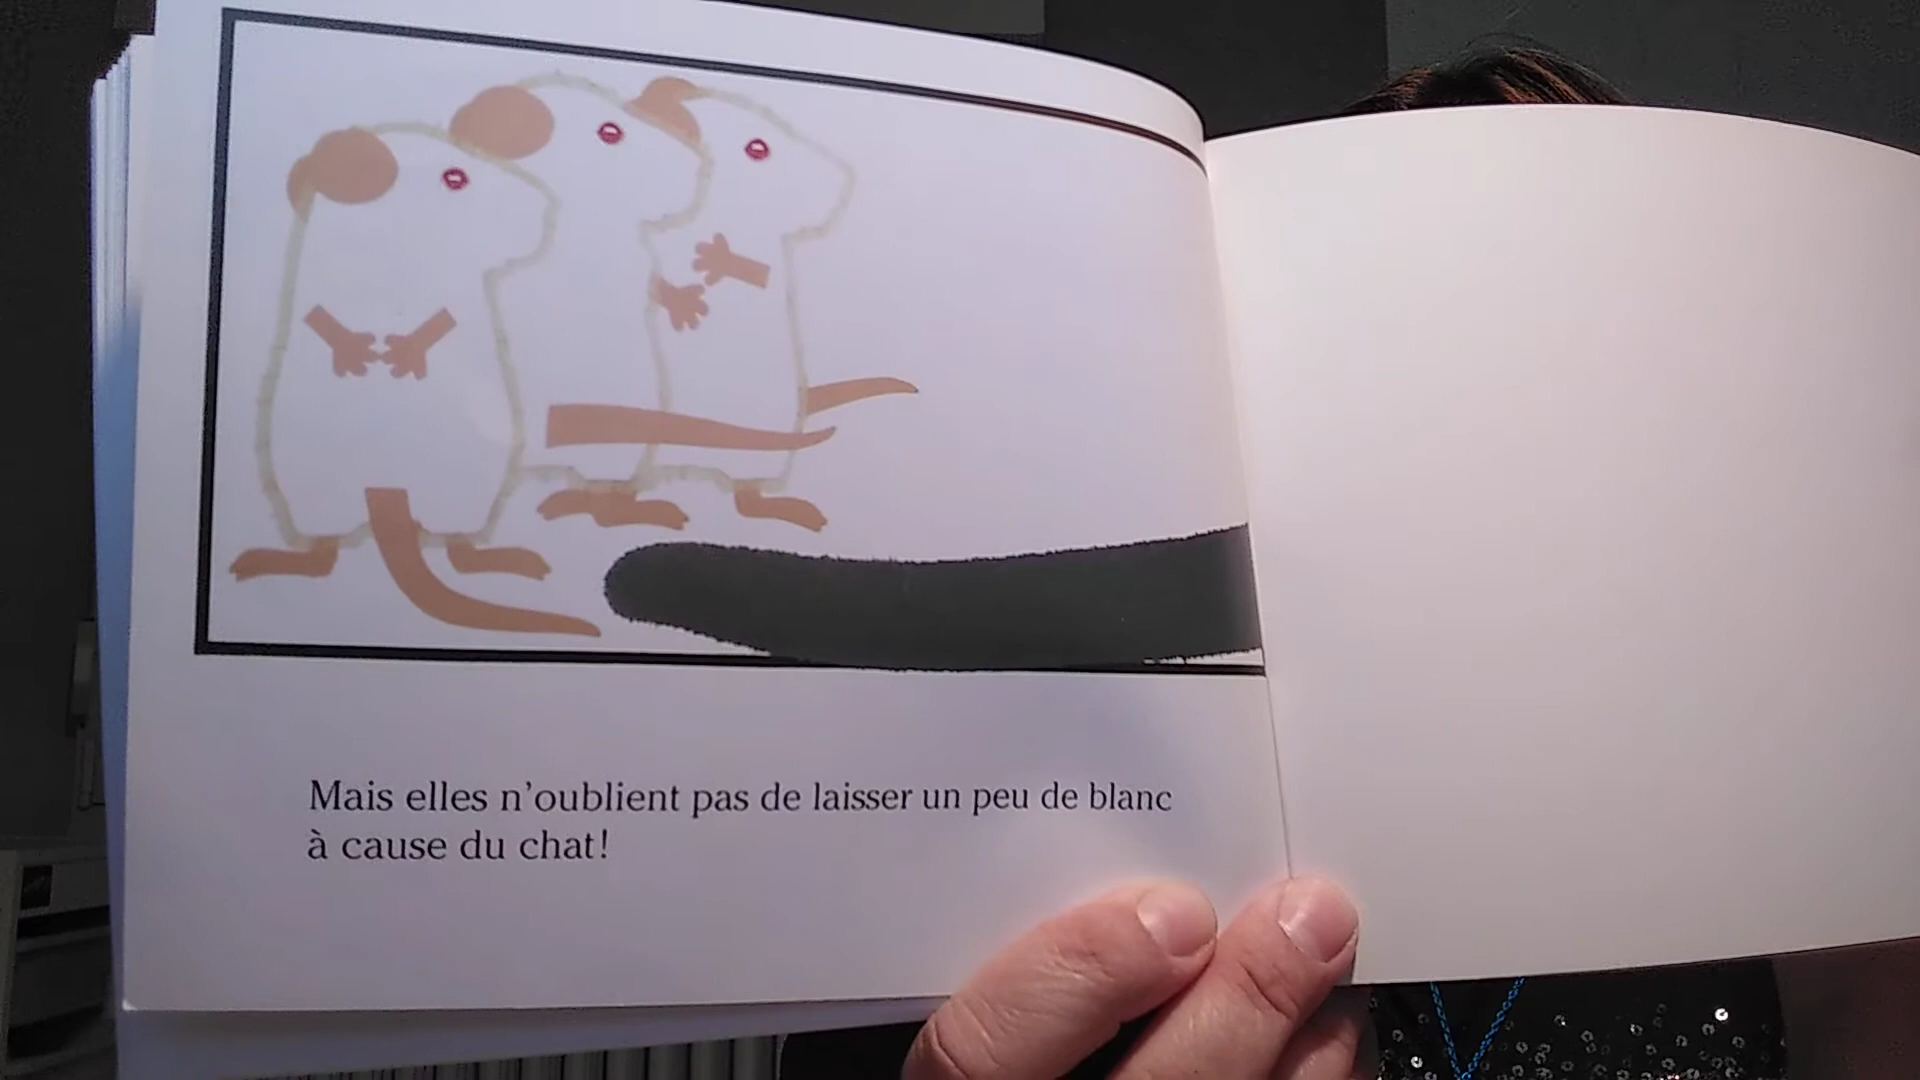 Mais elles n'oublient pas de laisser un peu de blanc
à cause du chat!